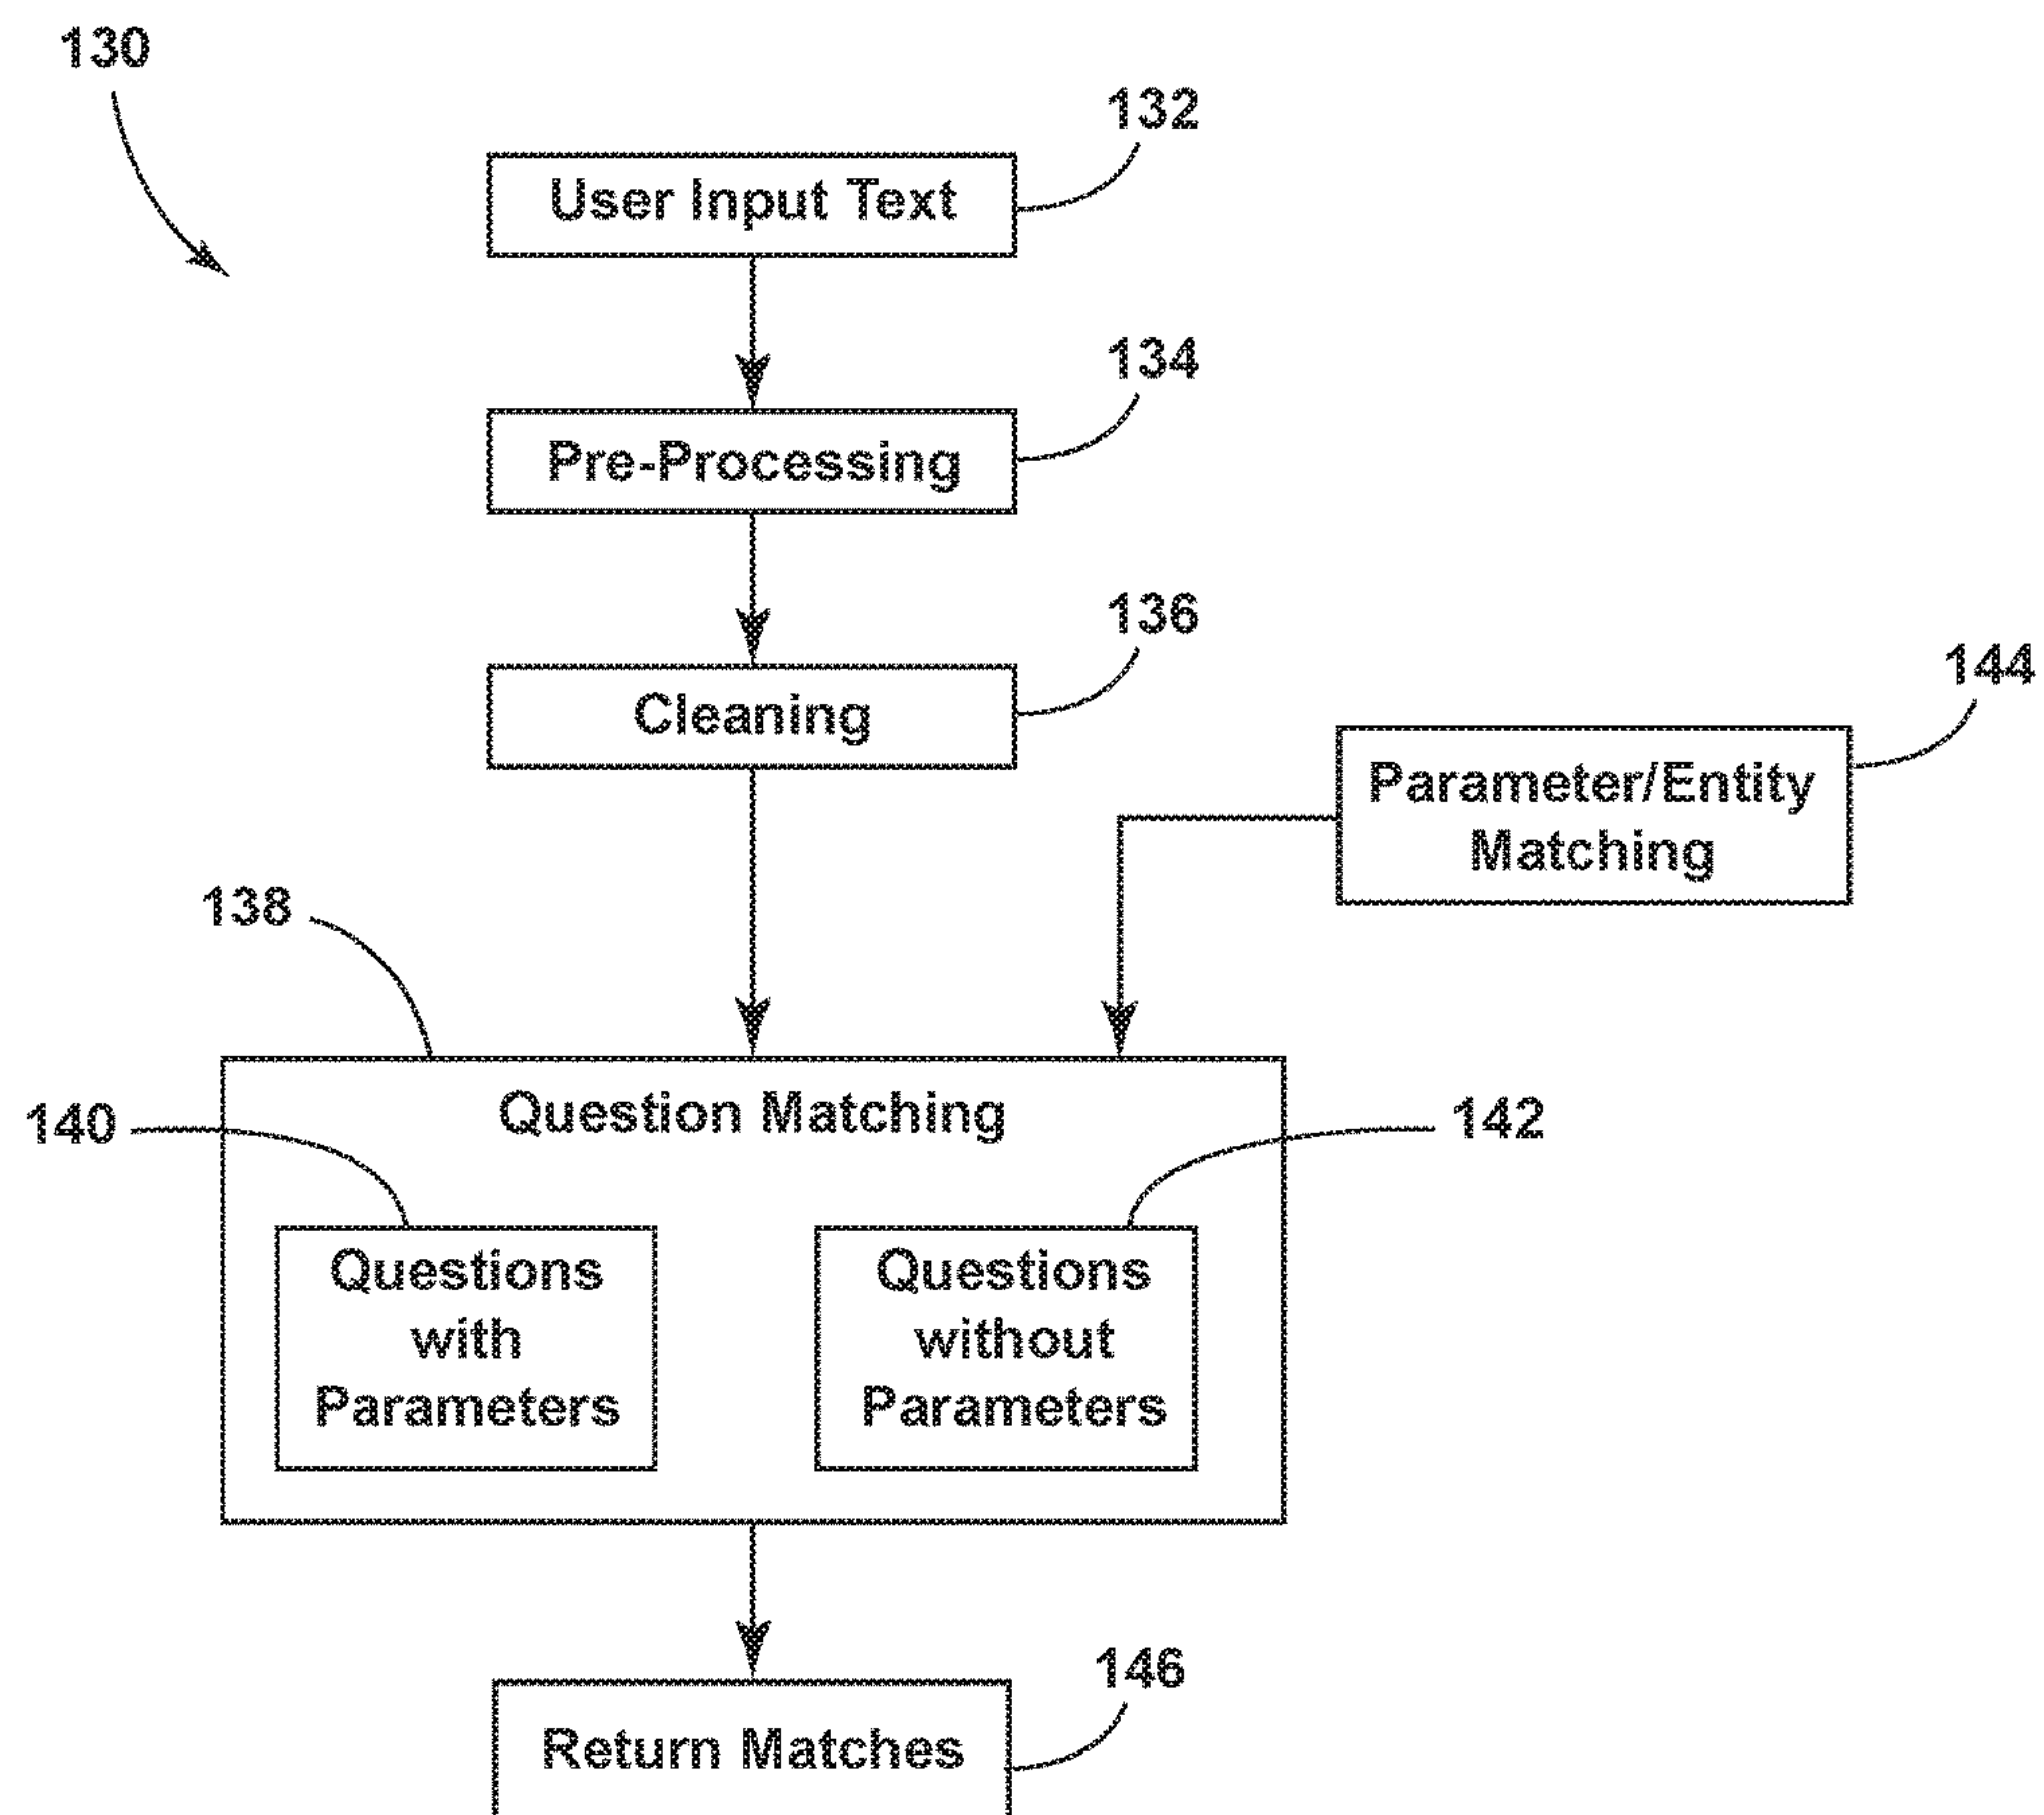 130
132
User Input Text
134
Pre-Processing
136
Cleaning
144
Parameter/Entity
Matching
138
Question Matching
140
142
Questions
with
Parameters
Questions
without
Parameters
146
Return Matches